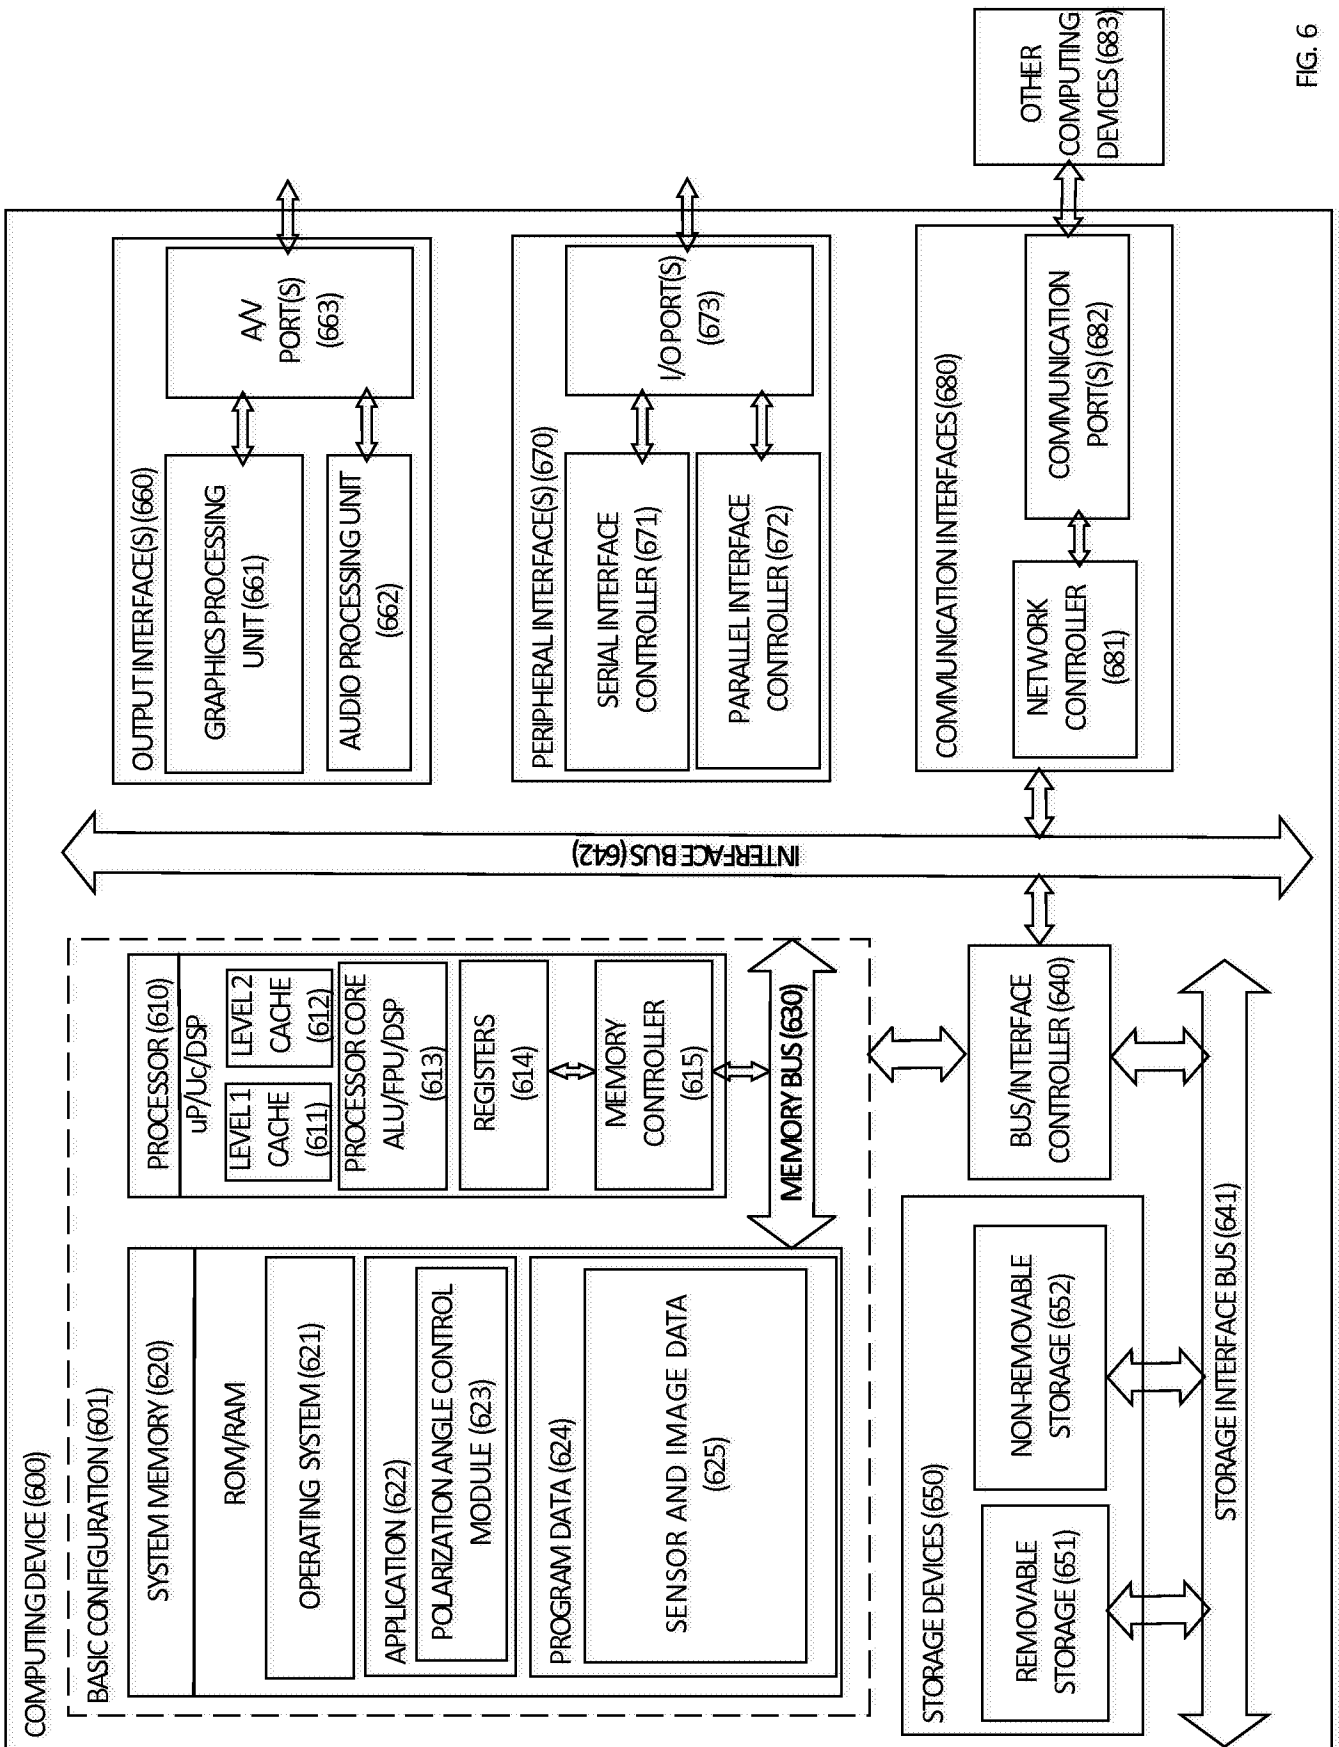 COMPUTING DEVICE (600)
BASIC CONFIGURATION (601)
SYSTEM MEMORY (620)
ROM/RAM
OPERATING SYSTEM (621)
APPLICATION (622)
POLARIZATION ANGLE CONTROL
MODULE (623)
PROGRAM DATA (624)
SENSOR AND IMAGE DATA
(625)
PROCESSOR (610)
uP/Uc/DSP
LEVEL 1
CACHE
(611)
LEVEL 2
CACHE
(612)
PROCESSOR CORE
ALU/FPU/DSP
(613)
REGISTERS
(614)
MEMORY
CONTROLLER
(615)
MEMORY BUS (630)
STORAGE DEVICES (650)
REMOVABLE
STORAGE (651)
NON-REMOVABLE
STORAGE (652)
BUS/INTERFACE
CONTROLLER (640)
STORAGE INTERFACE BUS (641)
INTERFACE BUS (642)
OUTPUT INTERFACE(S) (660)
GRAPHICS PROCESSING
UNIT (661)
AUDIO PROCESSING UNIT
(662)
A/V
PORT(S)
(663)
PERIPHERAL INTERFACE(S) (670)
SERIAL INTERFACE
CONTROLLER (671)
PARALLEL INTERFACE
CONTROLLER (672)
I/O PORT(S)
(673)
COMMUNICATION INTERFACES (680)
NETWORK
CONTROLLER
(681)
COMMUNICATION
PORT(S) (682)
OTHER
COMPUTING
DEVICES (683)
FIG. 6